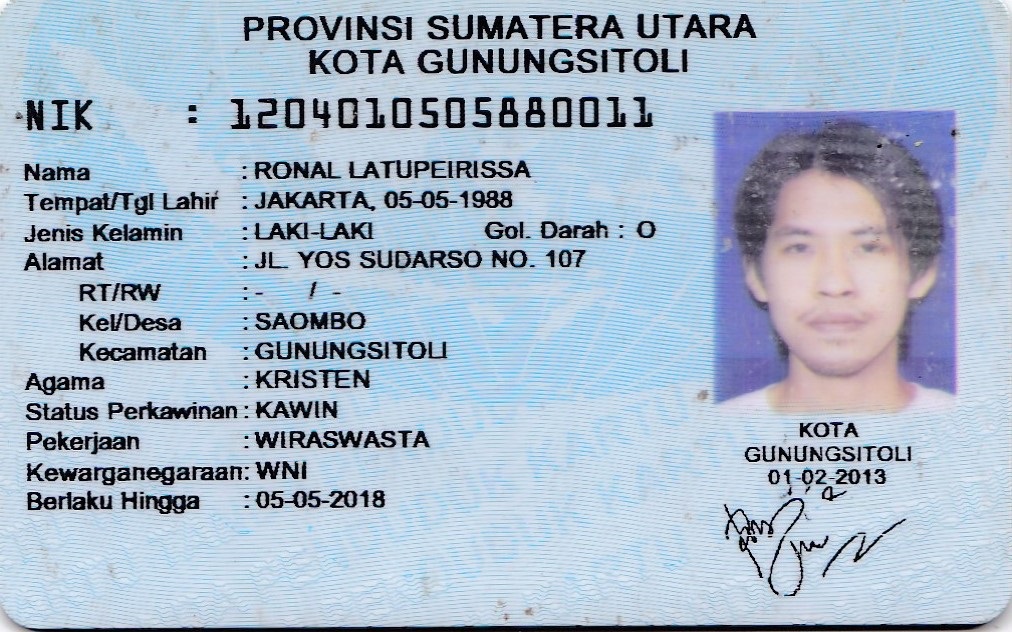 PROVINSI SUMATERA UTARA
KOTA GUNUNGSITOLI
NIK : 1204010505880011
Nama : RONAL LATUPEIRISSA
Tempat/Tgl Lahir : JAKARTA, 05-05-1988
Jenis Kelamin : LAKI-LAKI Gol. Darah : O
Alamat : JL. YOS SUDARSO NO. 107
RT/RW : - / -
Kel/Desa : SAOMBO
Kecamatan : GUNUNGSITOLI
Agama : KRISTEN
Status Perkawinan : KAWIN
Pekerjaan : WIRASWASTA
Kewarganegaraan: WNI
Berlaku Hingga : 05-05-2018
KOTA
GUNUNGSITOLI
01-02-2013